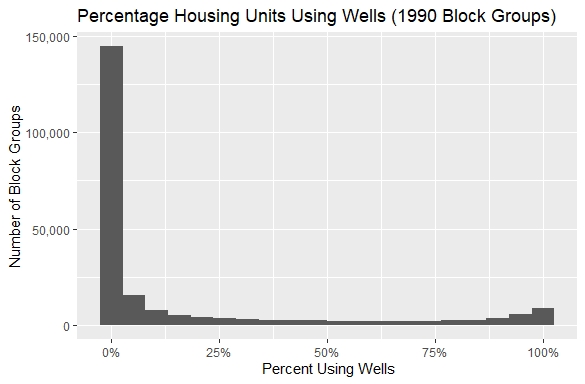 Percentage Housing Units Using Wells (1990 Block Groups)
Number of Block Groups
150,000
100,000
50,000
0
0% 25% 50% 75% 100%
Percent Using Wells